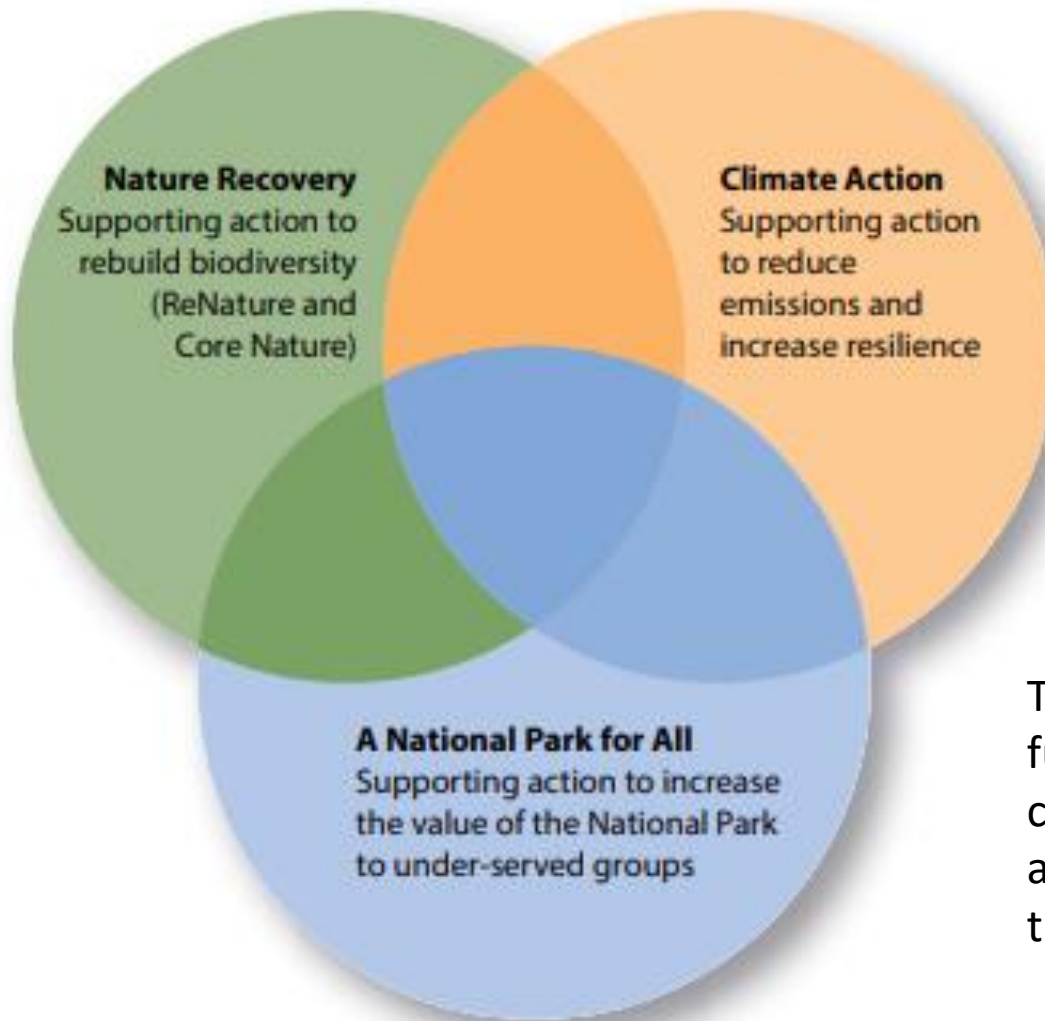 Nature Recovery
Supporting action to
rebuild biodiversity
(ReNature and
Core Nature)
Climate Action
Supporting action
to reduce
emissions and
increase resilience
A National Park for All
Supporting action to increase
the value of the National Park
to under-served groups